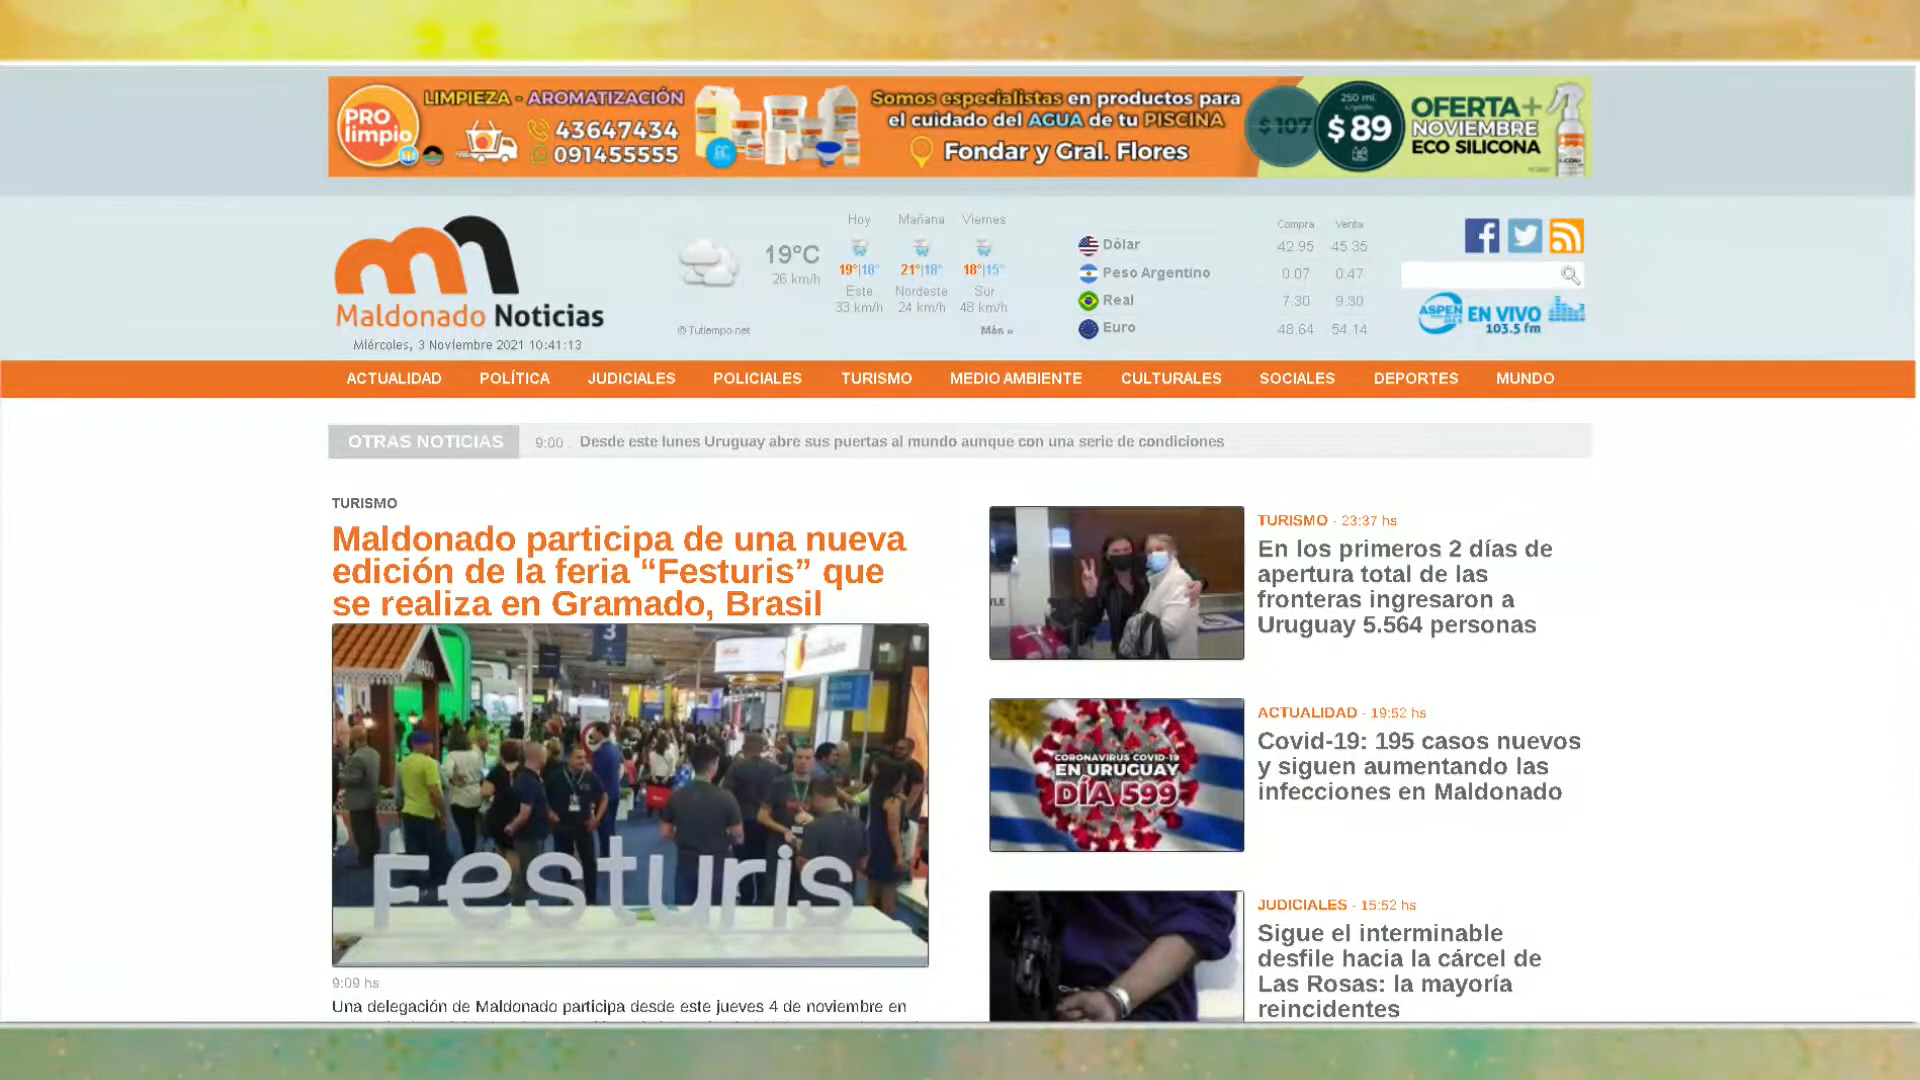 PRO limpio
LIMPIEZA - AROMATIZACIÓN
43647434
091455555
Somos especialistas en productos para
el cuidado del AGUA de tu PISCINA
Fondar y Gral. Flores
$107
250 ml.
$89
OFERTA+
NOVIEMBRE
ECO SILICONA
Maldonado Noticias
Miércoles, 3 Noviembre 2021 10:41:13
19°C
26 km/h
© Tutiempo.net
Hoy Mañana Viernes
19°|18° 21°|18° 18°|15°
Este Nordeste Sur
33 km/h 24 km/h 48 km/h
Más »
Compra Venta
Dólar 42.95 45.35
Peso Argentino 0.07 0.47
Real 7.30 9.30
Euro 48.64 54.14
ASPEN
EN VIVO
103.5 fm
ACTUALIDAD POLÍTICA JUDICIALES POLICIALES TURISMO MEDIO AMBIENTE CULTURALES SOCIALES DEPORTES MUNDO
OTRAS NOTICIAS 9:00 . Desde este lunes Uruguay abre sus puertas al mundo aunque con una serie de condiciones
TURISMO
Maldonado participa de una nueva
edición de la feria “Festuris” que
se realiza en Gramado, Brasil
3
Festuris
9:09 hs
Una delegación de Maldonado participa desde este jueves 4 de noviembre en
TURISMO - 23:37 hs
En los primeros 2 días de
apertura total de las
fronteras ingresaron a
Uruguay 5.564 personas
CORONAVIRUS COVID-19
EN URUGUAY
DÍA 599
ACTUALIDAD - 19:52 hs
Covid-19: 195 casos nuevos
y siguen aumentando las
infecciones en Maldonado
JUDICIALES - 15:52 hs
Sigue el interminable
desfile hacia la cárcel de
Las Rosas: la mayoría
reincidentes